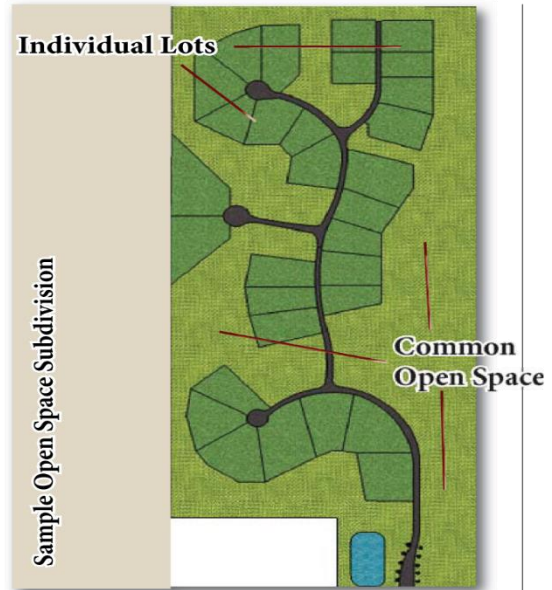 Individual Lots
Common
Open Space
Sample Open Space Subdivision